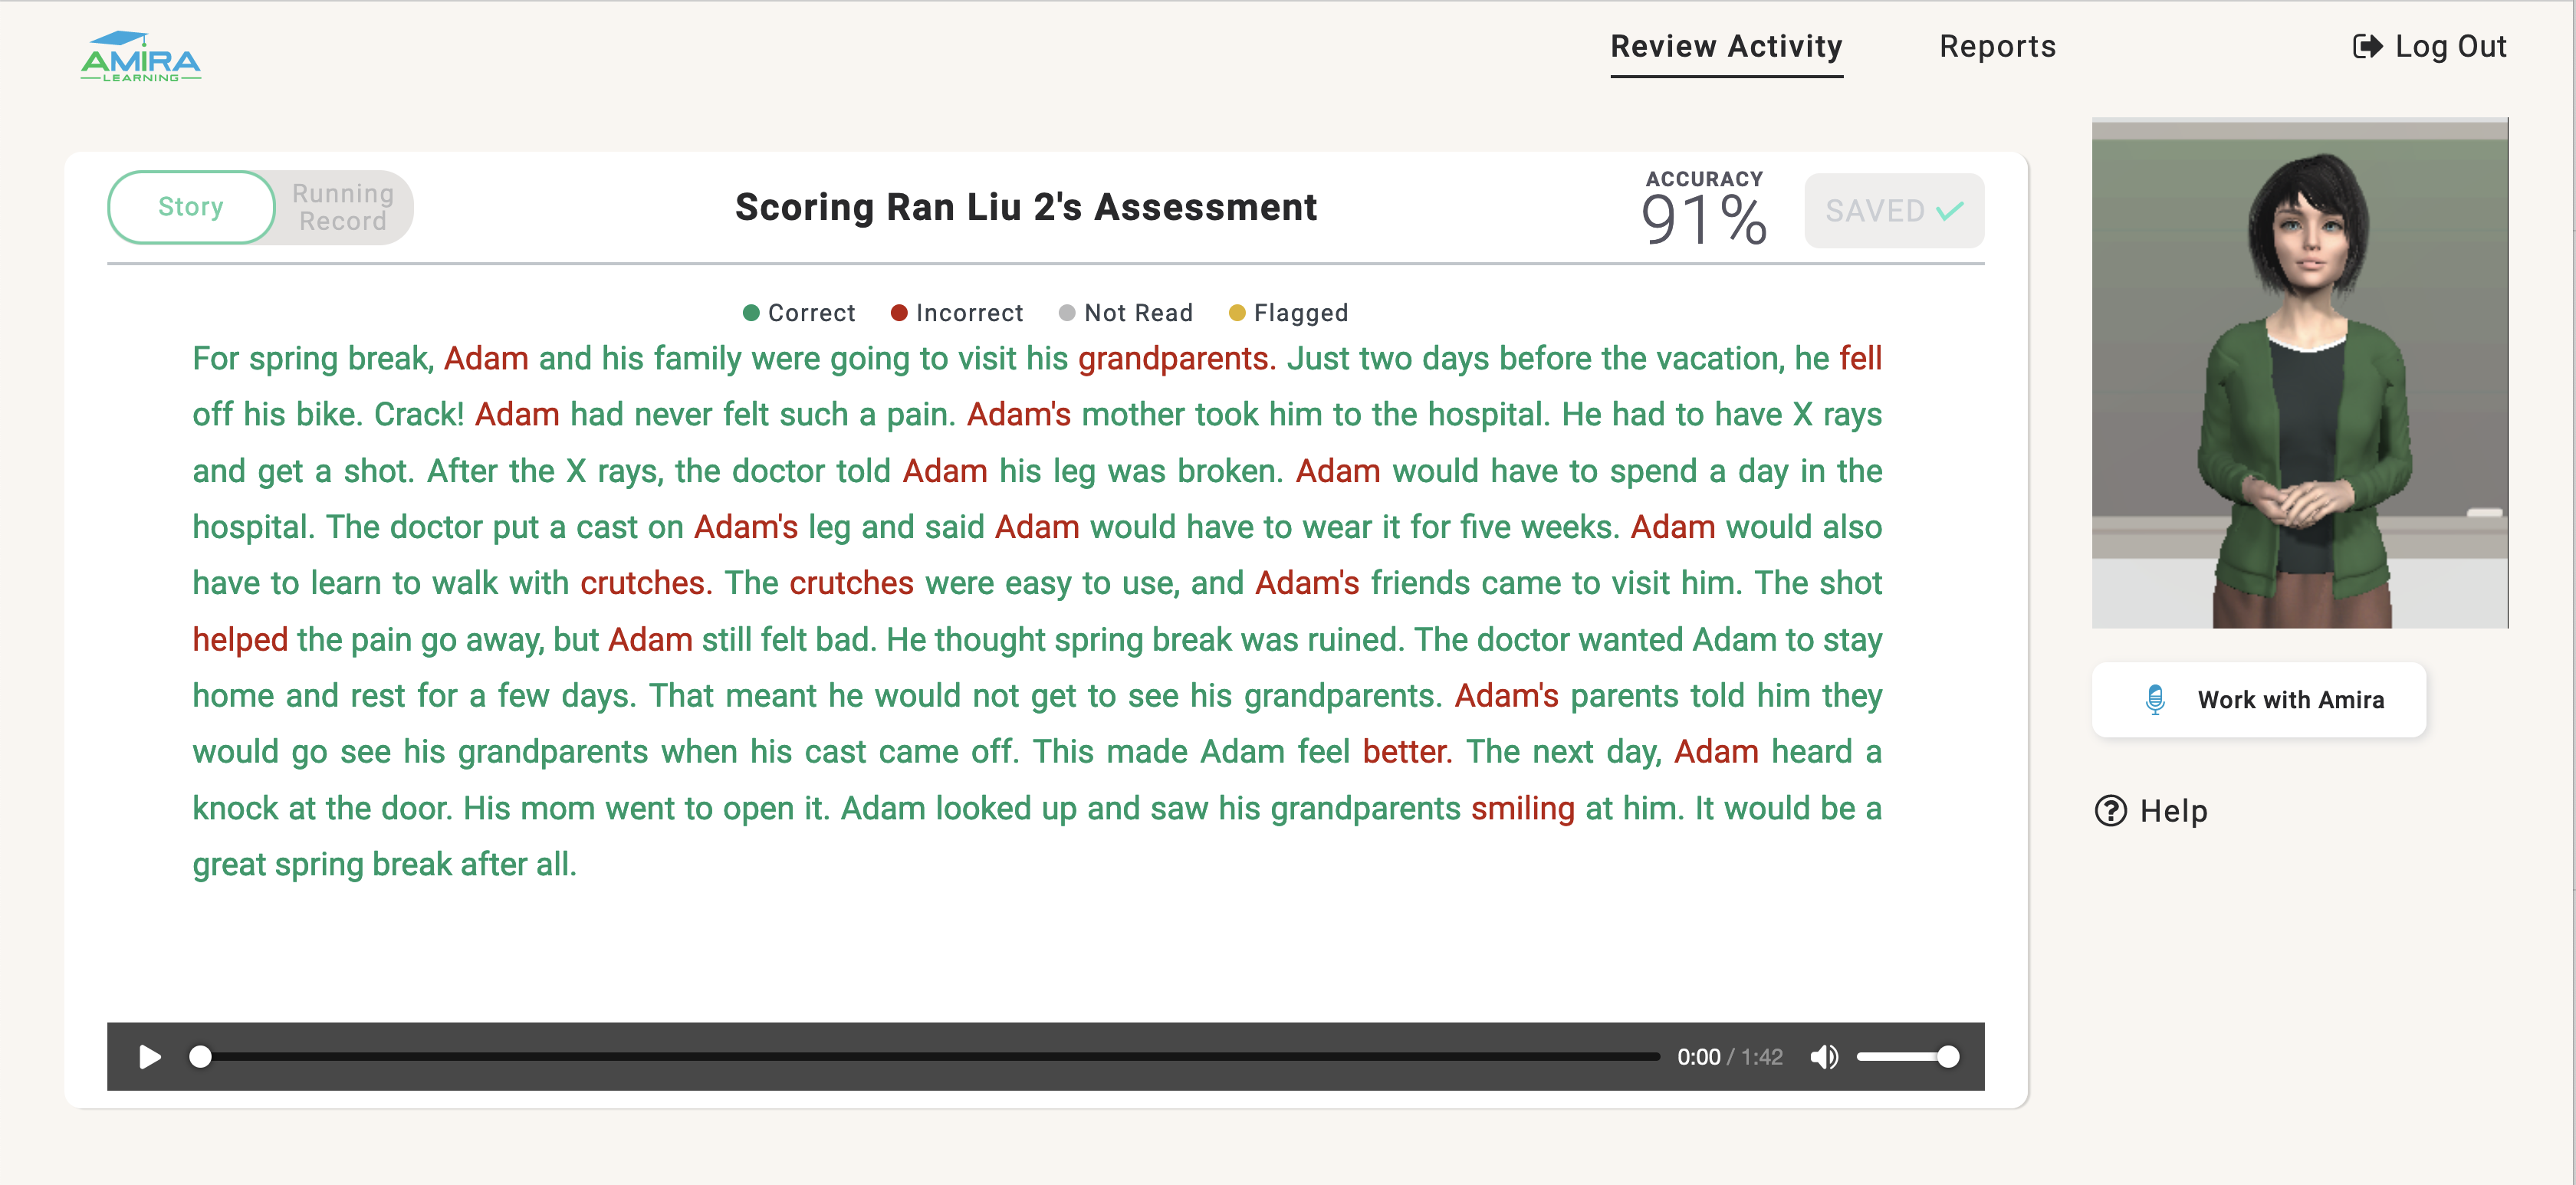 AMIRA
LEARNING
Review Activity
Reports
Log Out
Story
Running
Record
Scoring Ran Liu 2's Assessment
ACCURACY
91%
SAVED
Correct
Incorrect
Not Read
Flagged
For spring break, Adam and his family were going to visit his grandparents. Just two days before the vacation, he fell
off his bike. Crack! Adam had never felt such a pain. Adam's mother took him to the hospital. He had to have X rays
and get a shot. After the X rays, the doctor told Adam his leg was broken. Adam would have to spend a day in the
hospital. The doctor put a cast on Adam's leg and said Adam would have to wear it for five weeks. Adam would also
have to learn to walk with crutches. The crutches were easy to use, and Adam's friends came to visit him. The shot
helped the pain go away, but Adam still felt bad. He thought spring break was ruined. The doctor wanted Adam to stay
home and rest for a few days. That meant he would not get to see his grandparents. Adam's parents told him they
would go see his grandparents when his cast came off. This made Adam feel better. The next day, Adam heard a
knock at the door. His mom went to open it. Adam looked up and saw his grandparents smiling at him. It would be a
great spring break after all.
0:00 / 1:42
Work with Amira
Help